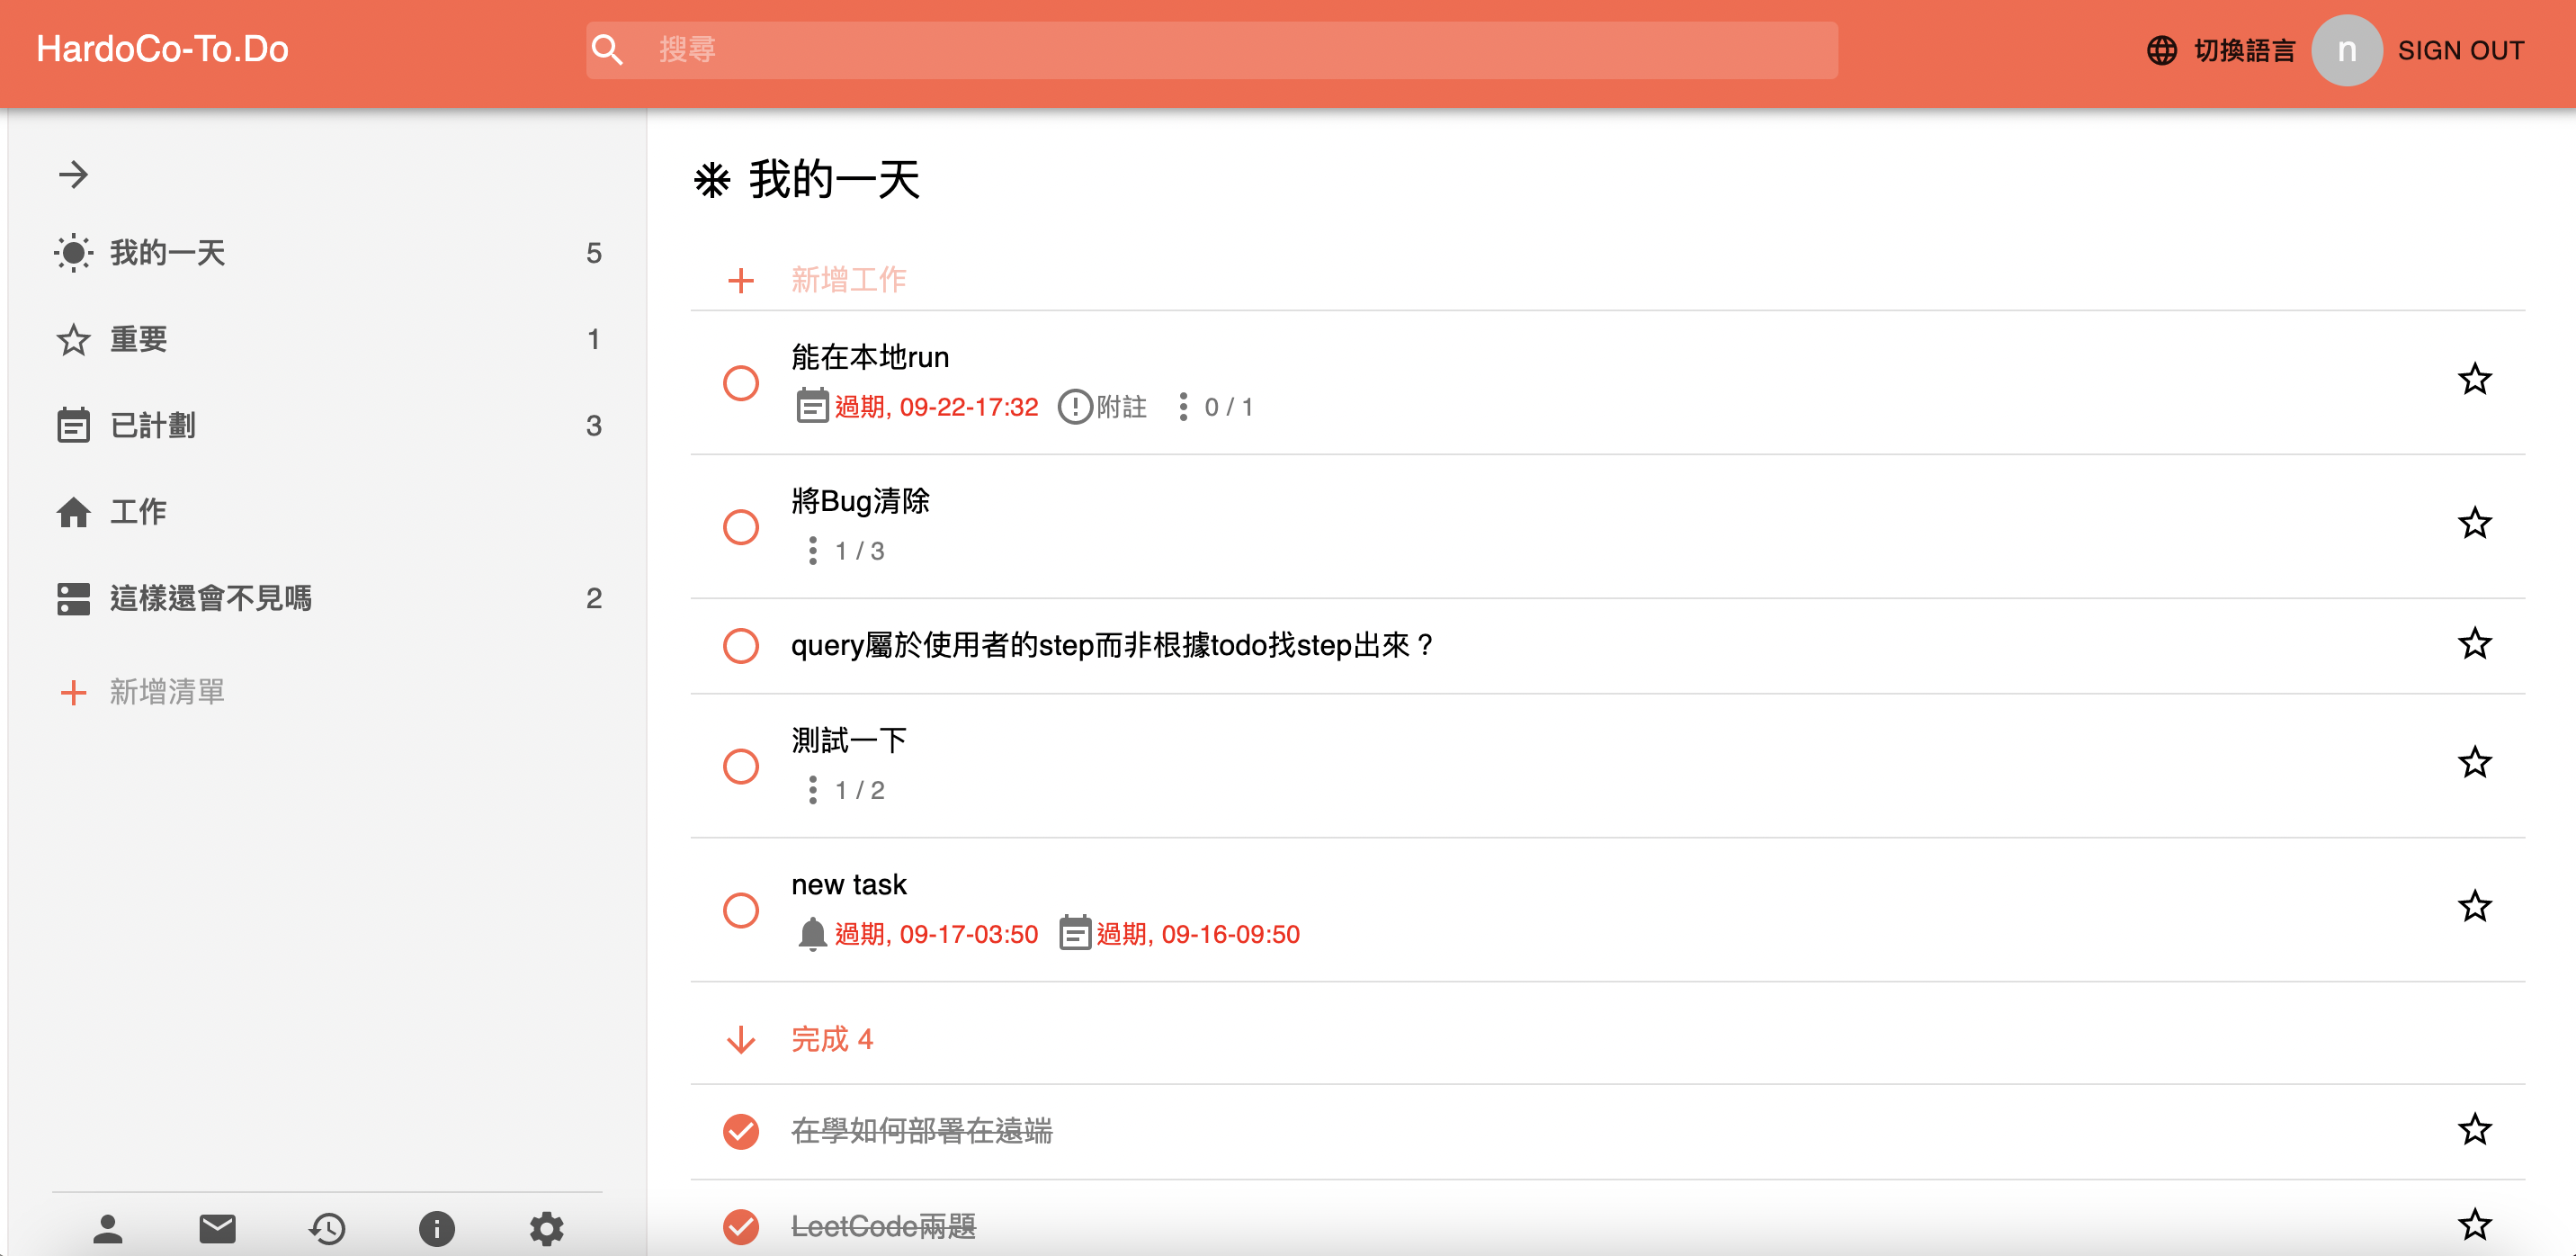 HardoCo-To.Do
搜尋
切換語言
n
SIGN OUT
我的一天 5
重要 1
已計劃 3
工作
這樣還會不見嗎 2
新增清單
我的一天
新增工作
能在本地run
過期, 09-22-17:32 附註 0 / 1
將Bug清除
1 / 3
query屬於使用者的step而非根據todo找step出來？
測試一下
1 / 2
new task
過期, 09-17-03:50 過期, 09-16-09:50
完成 4
在學如何部署在遠端
LeetCode兩題